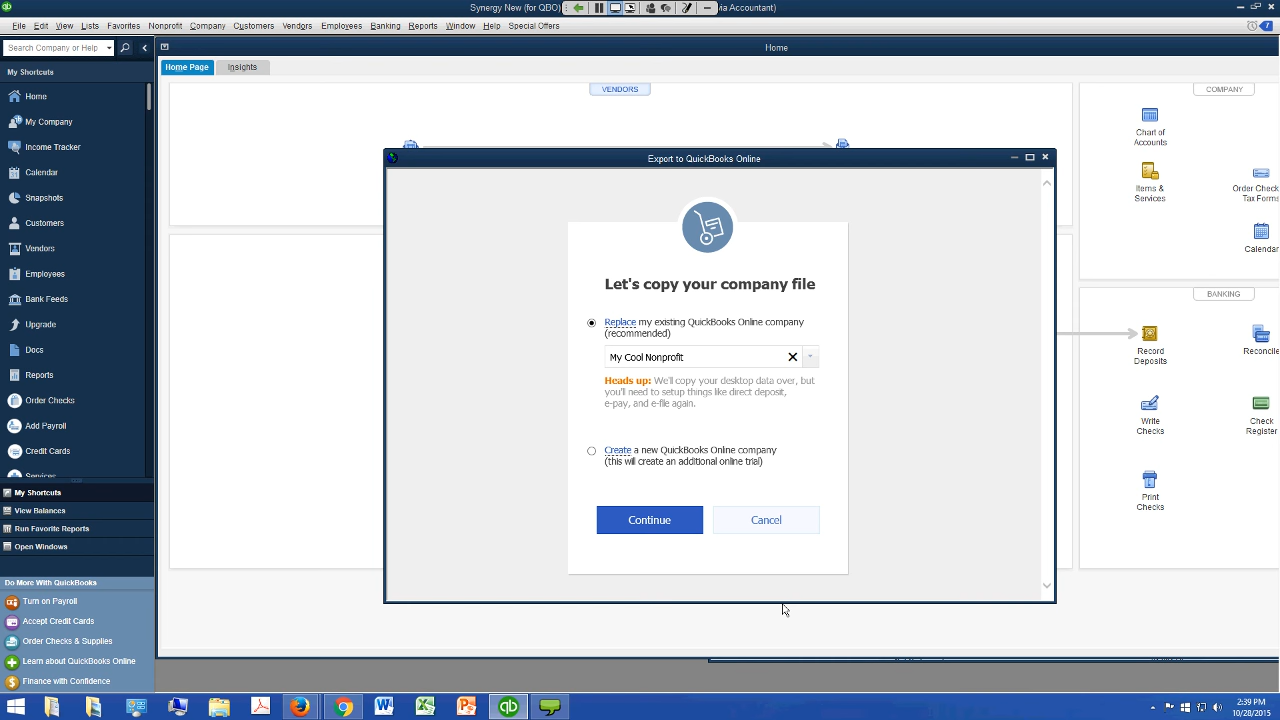 Synergy New (for QBO)
ia Accountant)
File Edit View Lists Favorites Company Customers Vendors Employees Banking Reports Window Help Special Offers
7
Search Company or Help
Home
My Shortcuts
Home Page
Insights
Home
My Company
Income Tracker
Calendar
Snapshots
Customers
Vendors
Employees
Bank Feeds
Upgrade
Docs
Reports
Order Checks
Add Payroll
Credit Cards
Services
My Shortcuts
View Balances
Run Favorite Reports
Open Windows
Do More With QuickBooks
Turn on Payroll
Accept Credit Cards
Order Checks & Supplies
Learn about QuickBooks Online
Finance with Confidence
VENDORS
COMPANY
Chart of
Accounts
Items &
Services
Order Check
Tax Forms
Calendar
BANKING
Record
Deposits
Reconcile
Write
Checks
Check
Register
Print
Checks
Export to QuickBooks Online
Let's copy your company file
Replace my existing QuickBooks Online company
(recommended)
My Cool Nonprofit
Heads up: We'll copy your desktop data over, but
you'll need to setup things like direct deposit,
e-pay, and e-file again.
Create a new QuickBooks Online company
(this will create an additional online trial)
Continue
Cancel
2:39 PM
10/28/2015